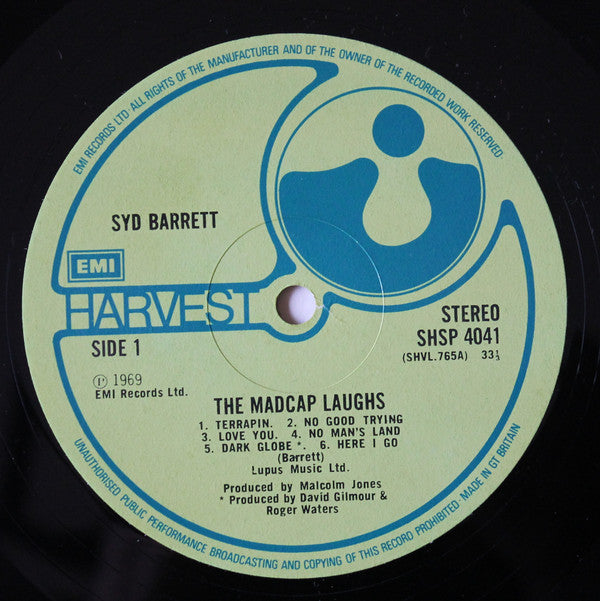 EMI RECORDS LTD · ALL RIGHTS OF THE MANUFACTURER AND OF THE OWNER OF THE RECORDED WORK RESERVED ·
SYD BARRETT
EMI
HARVEST
SIDE 1
STEREO
SHSP 4041
(SHVL.765A) 33⅓
Ⓟ 1969
EMI Records Ltd.
THE MADCAP LAUGHS
1. TERRAPIN. 2. NO GOOD TRYING
3. LOVE YOU. 4. NO MAN'S LAND
5. DARK GLOBE *. 6. HERE I GO
(Barrett)
Lupus Music Ltd.
Produced by Malcolm Jones
* Produced by David Gilmour &
Roger Waters
UNAUTHORISED PUBLIC PERFORMANCE BROADCASTING AND COPYING OF THIS RECORD PROHIBITED · MADE IN GT BRITAIN